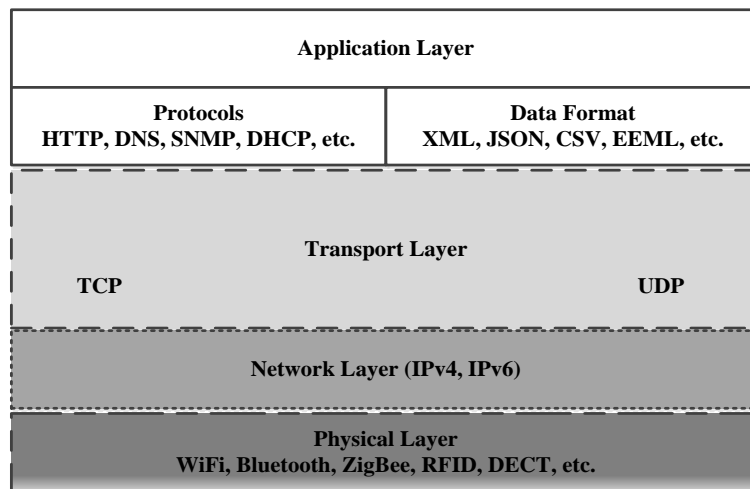 Application Layer
Protocols
HTTP, DNS, SNMP, DHCP, etc.
Data Format
XML, JSON, CSV, EEML, etc.
Transport Layer
TCP
UDP
Network Layer (IPv4, IPv6)
Physical Layer
WiFi, Bluetooth, ZigBee, RFID, DECT, etc.